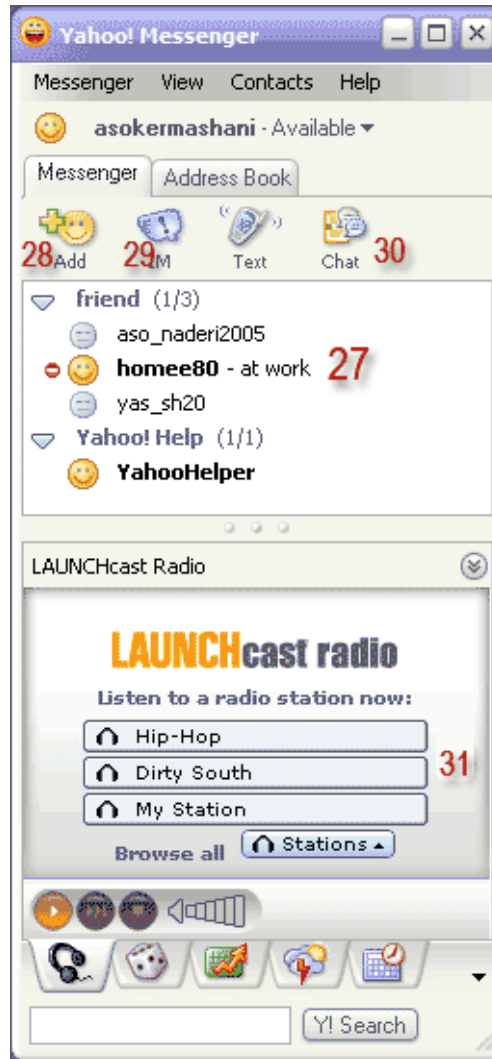 Yahoo! Messenger
Messenger View Contacts Help
asokermashani - Available
Messenger Address Book
28 Add 29 IM Text Chat 30
friend (1/3)
aso_naderi2005
homee80 - at work 27
yas_sh20
Yahoo! Help (1/1)
YahooHelper
LAUNCHcast Radio
LAUNCHcast radio
Listen to a radio station now:
Hip-Hop
Dirty South 31
My Station
Browse all Stations
Y! Search